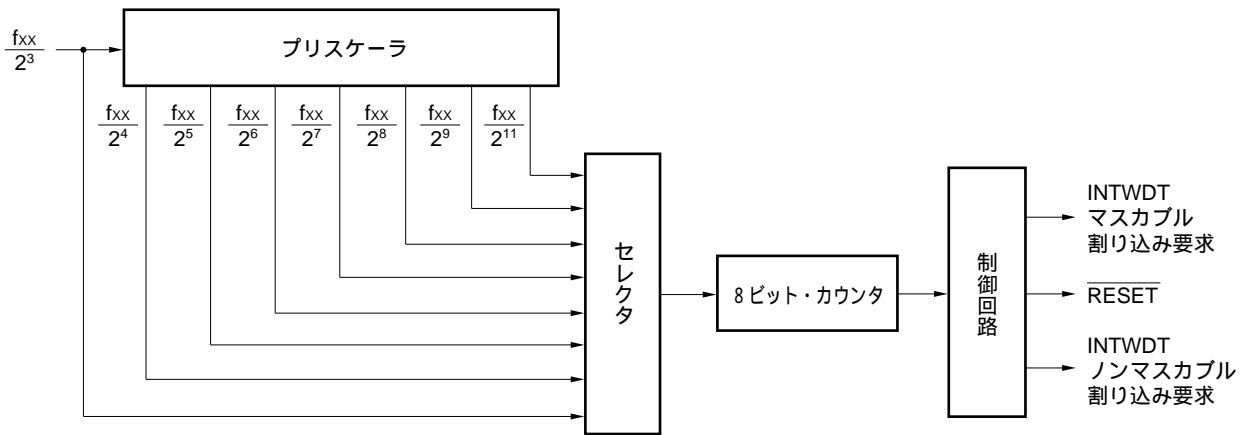 fxx
2³
プリスケーラ
fxx
2⁴
fxx
2⁵
fxx
2⁶
fxx
2⁷
fxx
2⁸
fxx
2⁹
fxx
2¹¹
セレクタ
8ビット・カウンタ
制御回路
INTWDT
マスカブル
割り込み要求
R̅E̅S̅E̅T̅
INTWDT
ノンマスカブル
割り込み要求